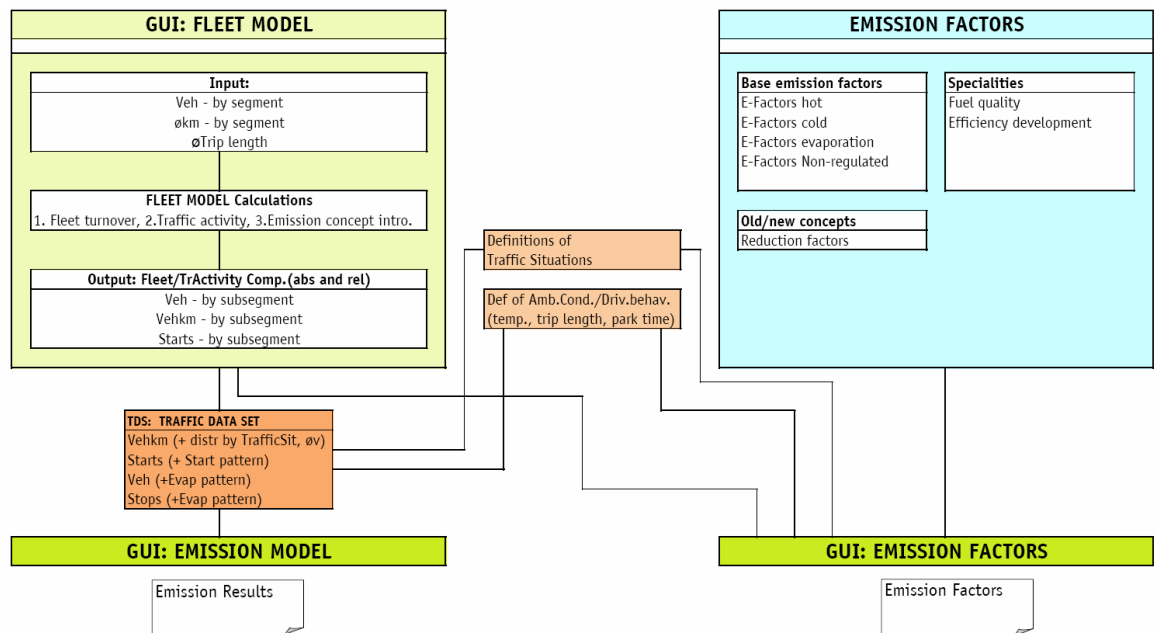 GUI: FLEET MODEL
Input:
Veh - by segment
økm - by segment
øTrip length
FLEET MODEL Calculations
1. Fleet turnover, 2.Traffic activity, 3.Emission concept intro.
Output: Fleet/TrActivity Comp.(abs and rel)
Veh - by subsegment
Vehkm - by subsegment
Starts - by subsegment
EMISSION FACTORS
Base emission factors
E-Factors hot
E-Factors cold
E-Factors evaporation
E-Factors Non-regulated
Specialities
Fuel quality
Efficiency development
Old/new concepts
Reduction factors
Definitions of
Traffic Situations
Def of Amb.Cond./Driv.behav.
(temp., trip length, park time)
TDS: TRAFFIC DATA SET
Vehkm (+ distr by TrafficSit, øv)
Starts (+ Start pattern)
Veh (+Evap pattern)
Stops (+Evap pattern)
GUI: EMISSION MODEL
GUI: EMISSION FACTORS
Emission Results
Emission Factors